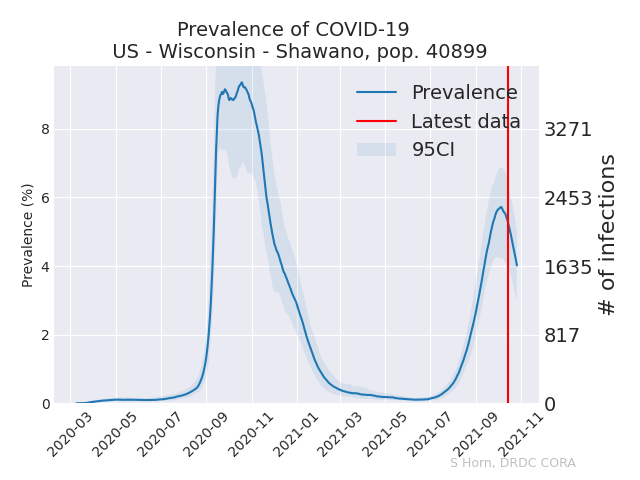 Prevalence of COVID-19
US - Wisconsin - Shawano, pop. 40899
Prevalence
Latest data
95CI
Prevalence (%)
8
6
4
2
0
3271
2453
1635
817
0
# of infections
2020-03
2020-05
2020-07
2020-09
2020-11
2021-01
2021-03
2021-05
2021-07
2021-09
2021-11
S Horn, DRDC CORA